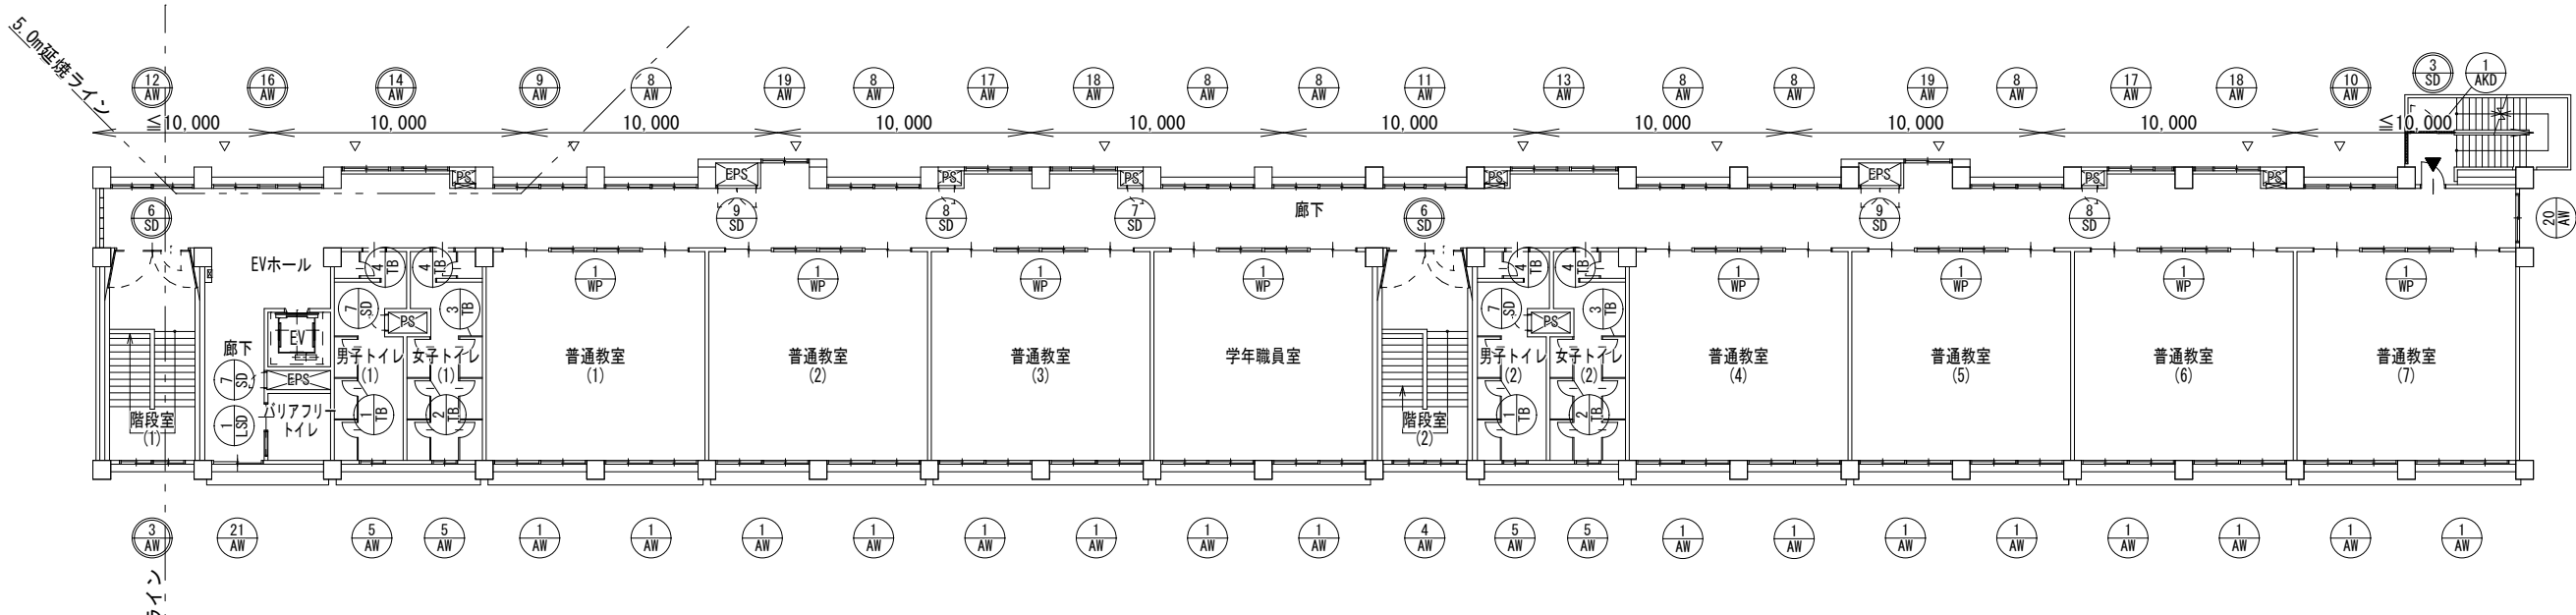 5.0m延焼ライン
12
AW
16
AW
14
AW
9
AW
8
AW
19
AW
8
AW
17
AW
18
AW
8
AW
8
AW
11
AW
13
AW
8
AW
8
AW
19
AW
8
AW
17
AW
18
AW
10
AW
3
SD
1
AKD
≦10,000
10,000
10,000
10,000
10,000
10,000
10,000
10,000
10,000
≦10,000
PS
EPS
PS
PS
PS
EPS
PS
PS
6
SD
9
SD
8
SD
7
SD
廊下
6
SD
9
SD
8
SD
20
AW
EVホール
4
TB
4
TB
1
WP
1
WP
1
WP
1
WP
4
TB
4
TB
1
WP
1
WP
1
WP
1
WP
7
SD
3
TB
7
SD
3
TB
PS
PS
EV
廊下
男子トイレ
(1)
女子トイレ
(1)
普通教室
(1)
普通教室
(2)
普通教室
(3)
学年職員室
男子トイレ
(2)
女子トイレ
(2)
普通教室
(4)
普通教室
(5)
普通教室
(6)
普通教室
(7)
7
SD
EPS
階段室
(1)
1
LSD
バリアフリー
トイレ
1
TB
2
TB
階段室
(2)
1
TB
2
TB
3
AW
21
AW
5
AW
5
AW
1
AW
1
AW
1
AW
1
AW
1
AW
1
AW
1
AW
1
AW
4
AW
5
AW
5
AW
1
AW
1
AW
1
AW
1
AW
1
AW
1
AW
1
AW
1
AW
ライン